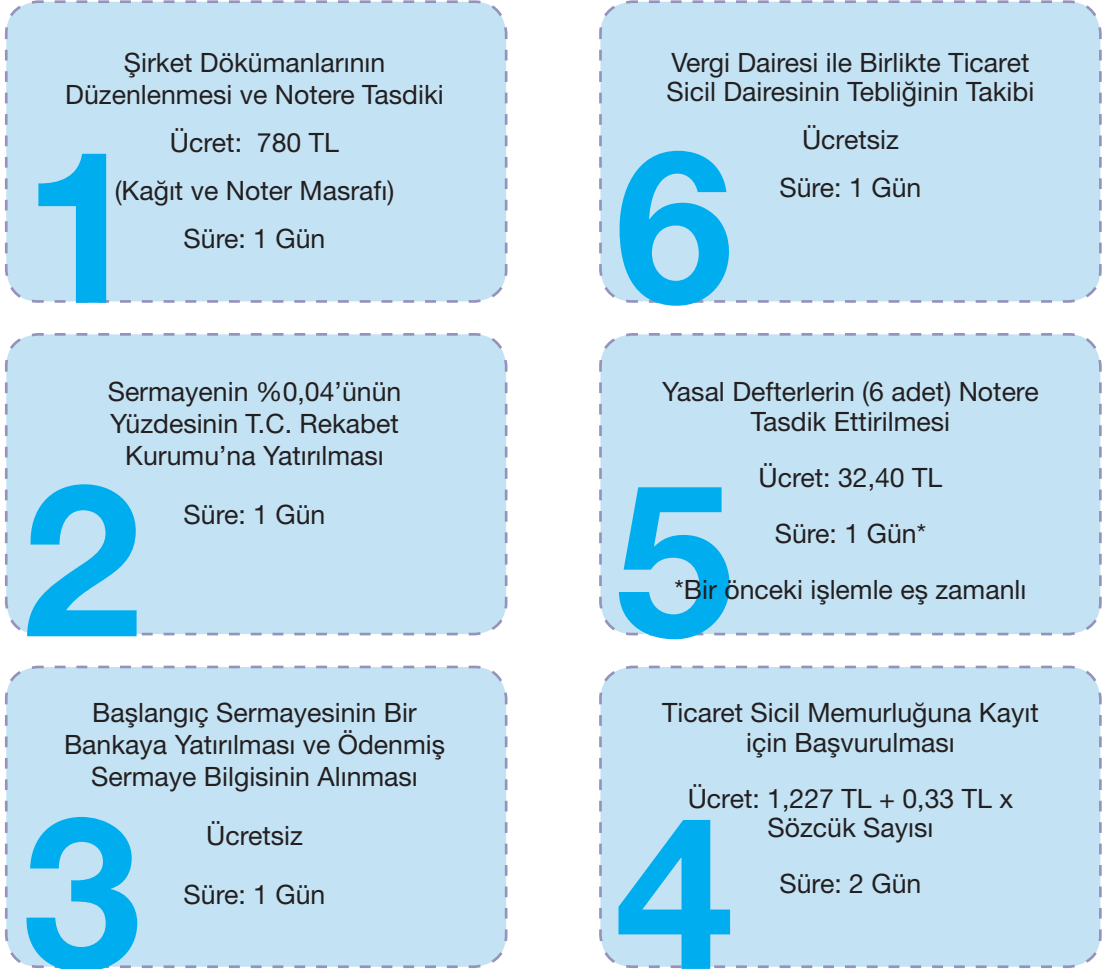 Şirket Dökümanlarının
Düzenlenmesi ve Notere Tasdiki
Ücret:  780 TL
(Kağıt ve Noter Masrafı)
Süre: 1 Gün
1
Sermayenin %0,04’ünün
Yüzdesinin T.C. Rekabet
Kurumu’na Yatırılması
Süre: 1 Gün
2
Başlangıç Sermayesinin Bir
Bankaya Yatırılması ve Ödenmiş
Sermaye Bilgisinin Alınması
Ücretsiz
Süre: 1 Gün
3
Ticaret Sicil Memurluğuna Kayıt
için Başvurulması
Ücret: 1,227 TL + 0,33 TL x
Sözcük Sayısı
Süre: 2 Gün
4
Yasal Defterlerin (6 adet) Notere
Tasdik Ettirilmesi
Ücret: 32,40 TL
Süre: 1 Gün*
*Bir önceki işlemle eş zamanlı
5
Vergi Dairesi ile Birlikte Ticaret
Sicil Dairesinin Tebliğinin Takibi
Ücretsiz
Süre: 1 Gün
6